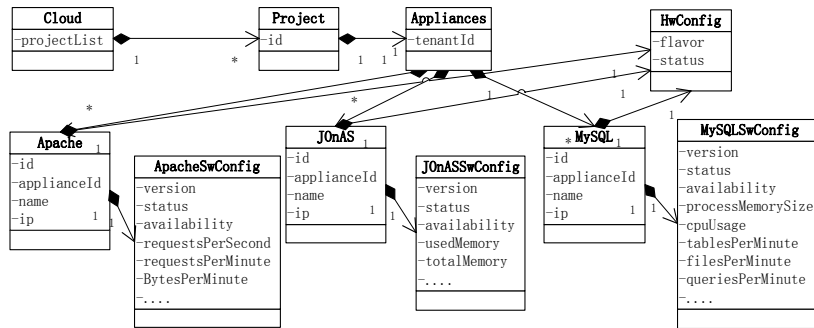 Cloud
-projectList
Project
-id
Appliances
-tenantId
HwConfig
-flavor
-status
1
*
1
1
1
*
*
1
1
1
1
Apache
-id
-applianceId
-name
-ip
1
1
1
ApacheSwConfig
-version
-status
-availability
-requestsPerSecond
-requestsPerMinute
-BytesPerMinute
-....
JOnAS
-id
-applianceId
-name
-ip
1
1
1
JOnASSwConfig
-version
-status
-availability
-usedMemory
-totalMemory
-....
MySQL
-id
-applianceId
-name
-ip
*
1
1
1
MySQLSwConfig
-version
-status
-availability
-processMemorySize
-cpuUsage
-tablesPerMinute
-filesPerMinute
-queriesPerMinute
-....